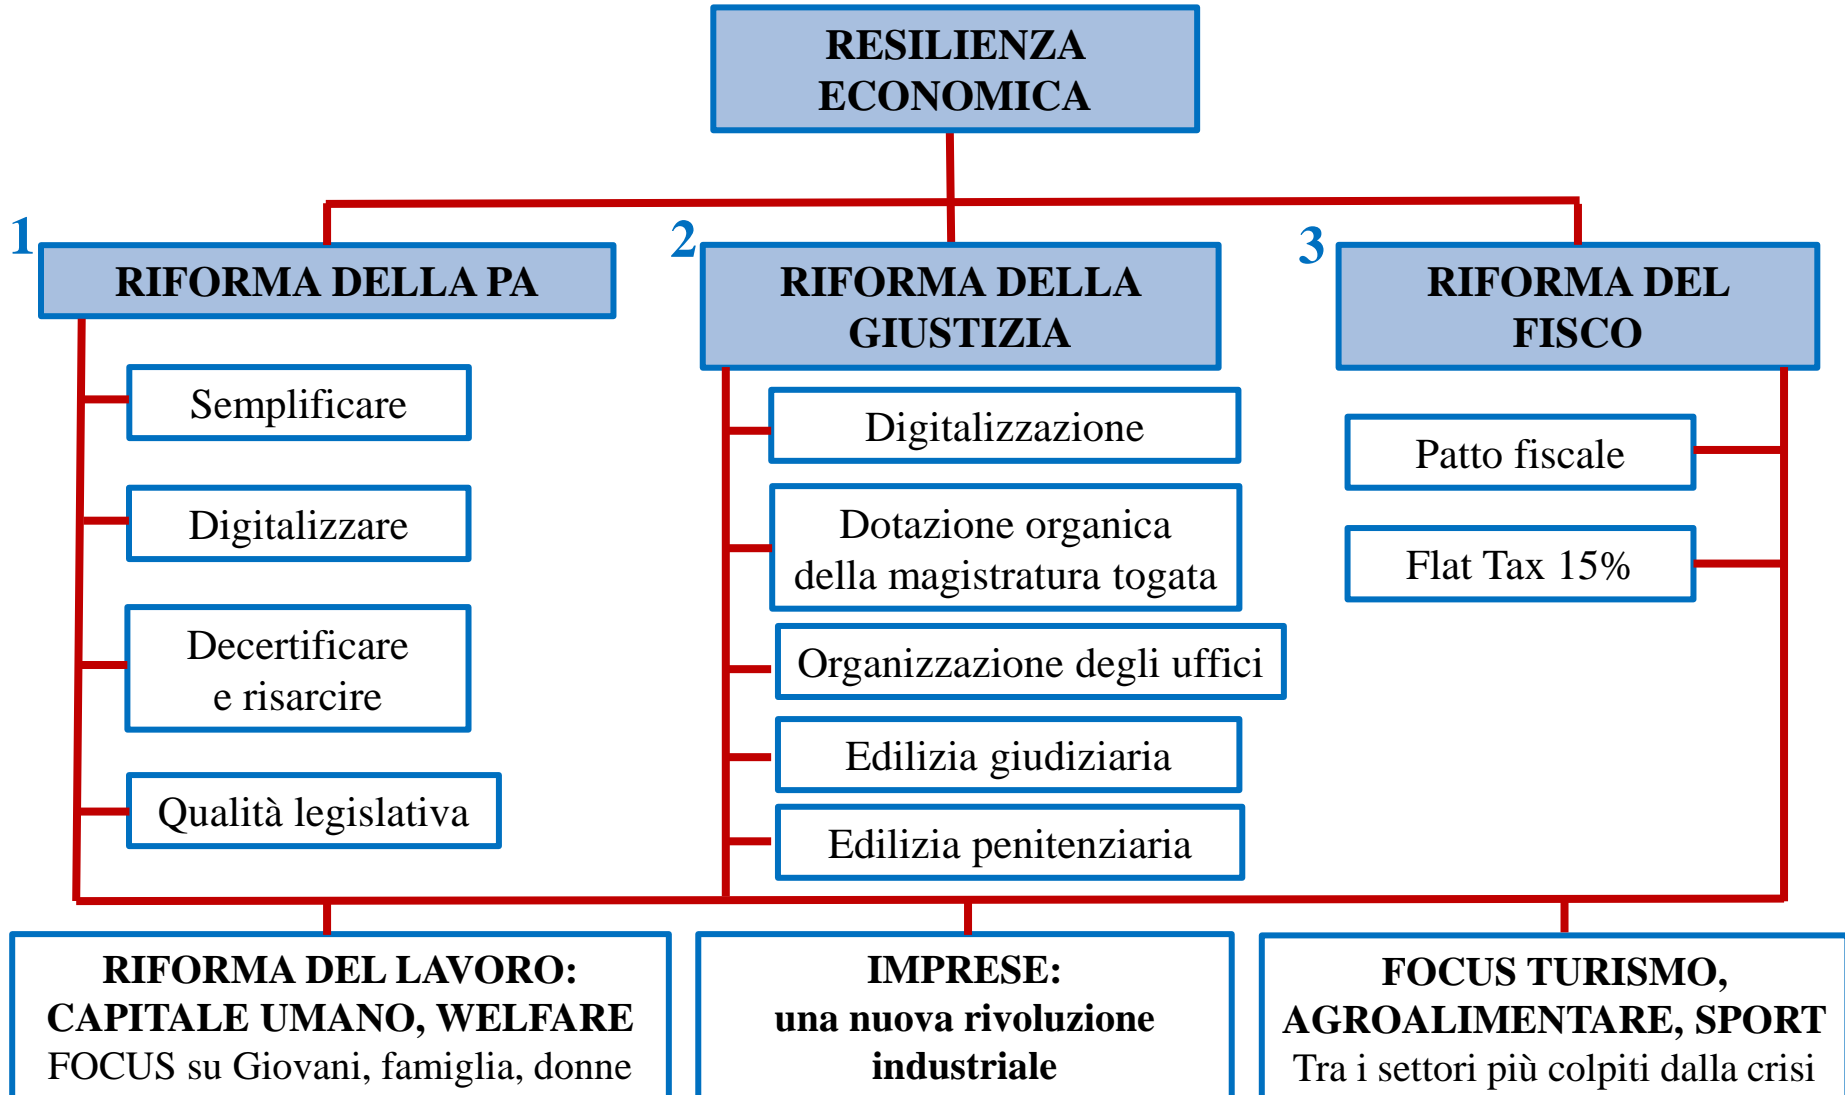 RESILIENZA
ECONOMICA
1
RIFORMA DELLA PA
Semplificare
Digitalizzare
Decertificare
e risarcire
Qualità legislativa
2
RIFORMA DELLA
GIUSTIZIA
Digitalizzazione
Dotazione organica
della magistratura togata
Organizzazione degli uffici
Edilizia giudiziaria
Edilizia penitenziaria
3
RIFORMA DEL
FISCO
Patto fiscale
Flat Tax 15%
RIFORMA DEL LAVORO:
CAPITALE UMANO, WELFARE
FOCUS su Giovani, famiglia, donne
IMPRESE:
una nuova rivoluzione
industriale
FOCUS TURISMO,
AGROALIMENTARE, SPORT
Tra i settori più colpiti dalla crisi